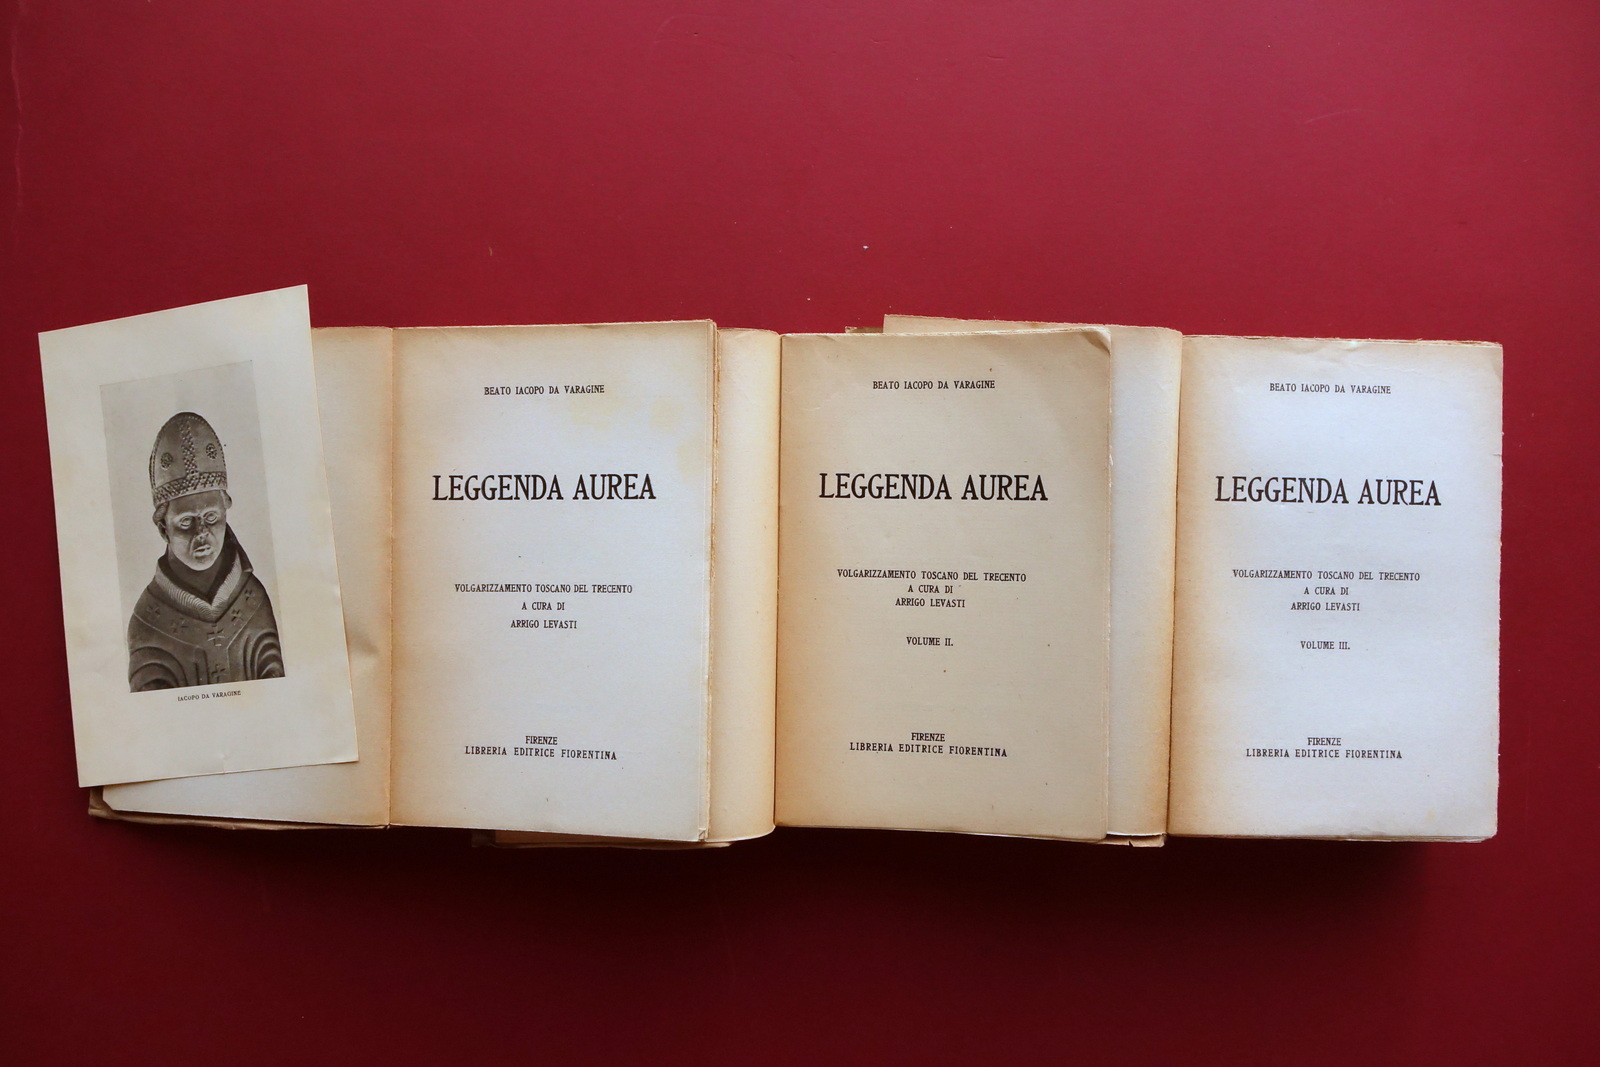 IACOPO DA VARAGINE
BEATO IACOPO DA VARAGINE
LEGGENDA AUREA
VOLGARIZZAMENTO TOSCANO DEL TRECENTO
A CURA DI
ARRIGO LEVASTI
FIRENZE
LIBRERIA EDITRICE FIORENTINA
BEATO IACOPO DA VARAGINE
LEGGENDA AUREA
VOLGARIZZAMENTO TOSCANO DEL TRECENTO
A CURA DI
ARRIGO LEVASTI
VOLUME II.
FIRENZE
LIBRERIA EDITRICE FIORENTINA
BEATO IACOPO DA VARAGINE
LEGGENDA AUREA
VOLGARIZZAMENTO TOSCANO DEL TRECENTO
A CURA DI
ARRIGO LEVASTI
VOLUME III.
FIRENZE
LIBRERIA EDITRICE FIORENTINA